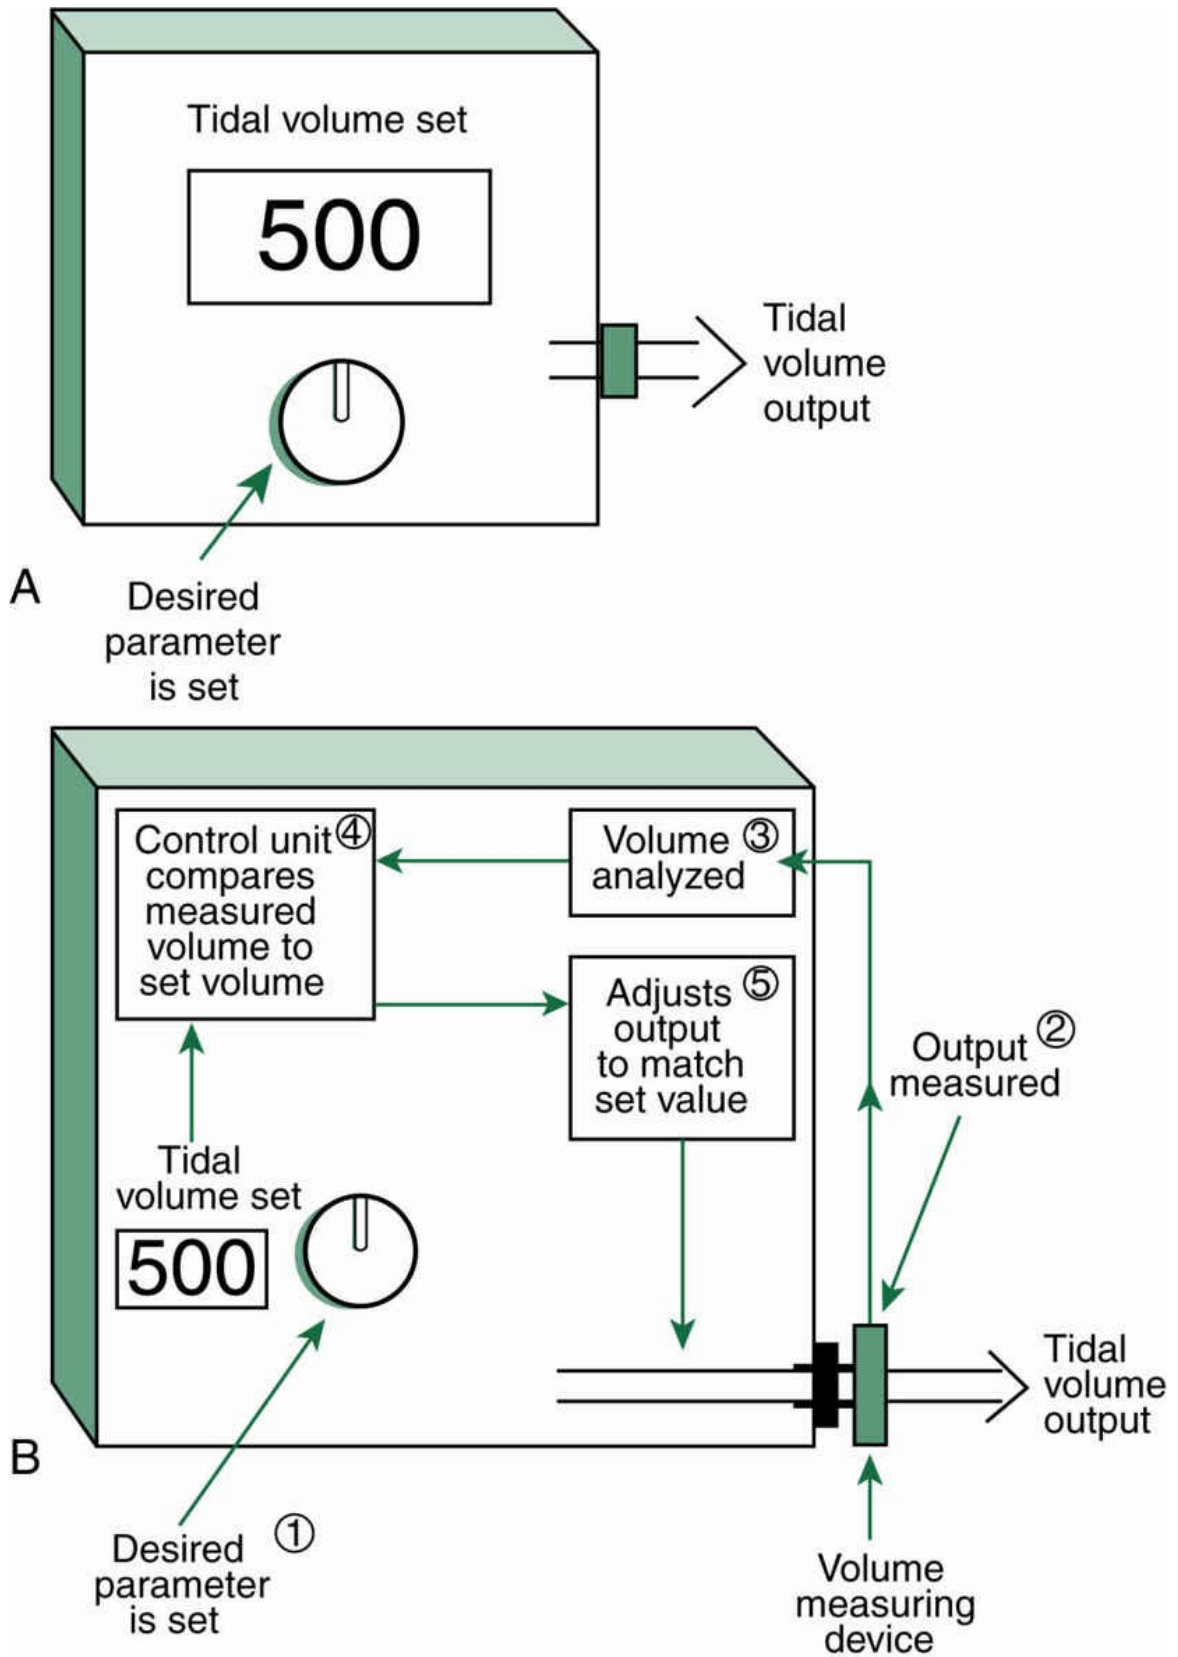 Tidal volume set
500
Tidal
volume
output
Desired
parameter
is set
A
Control unit ④
compares
measured
volume to
set volume
Volume ③
analyzed
Adjusts ⑤
output
to match
set value
Output ②
measured
Tidal
volume set
500
Tidal
volume
output
B
Desired ①
parameter
is set
Volume
measuring
device